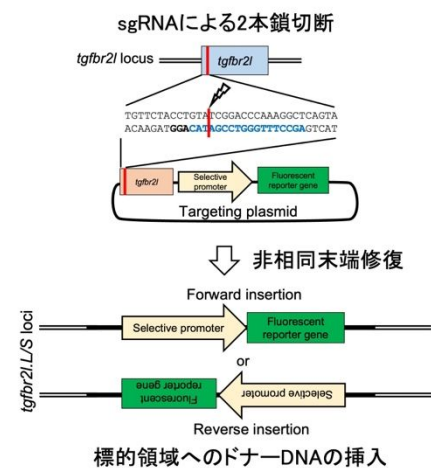 sgRNAによる2本鎖切断
tgfbr2l locus
tgfbr2l
TGTTCTACCTGTATCGGACCCAAAGGCTCAGTA
ACAAGATGGACATAGCCTGGGTTTCCGAGTCAT
tgfbr2l
Selective
promoter
Fluorescent
reporter gene
Targeting plasmid
非相同末端修復
Forward insertion
tgfbr2l.L/S loci
Selective promoter
Fluorescent
reporter gene
or
Fluorescent
reporter gene
Selective promoter
Reverse insertion
標的領域へのドナーDNAの挿入